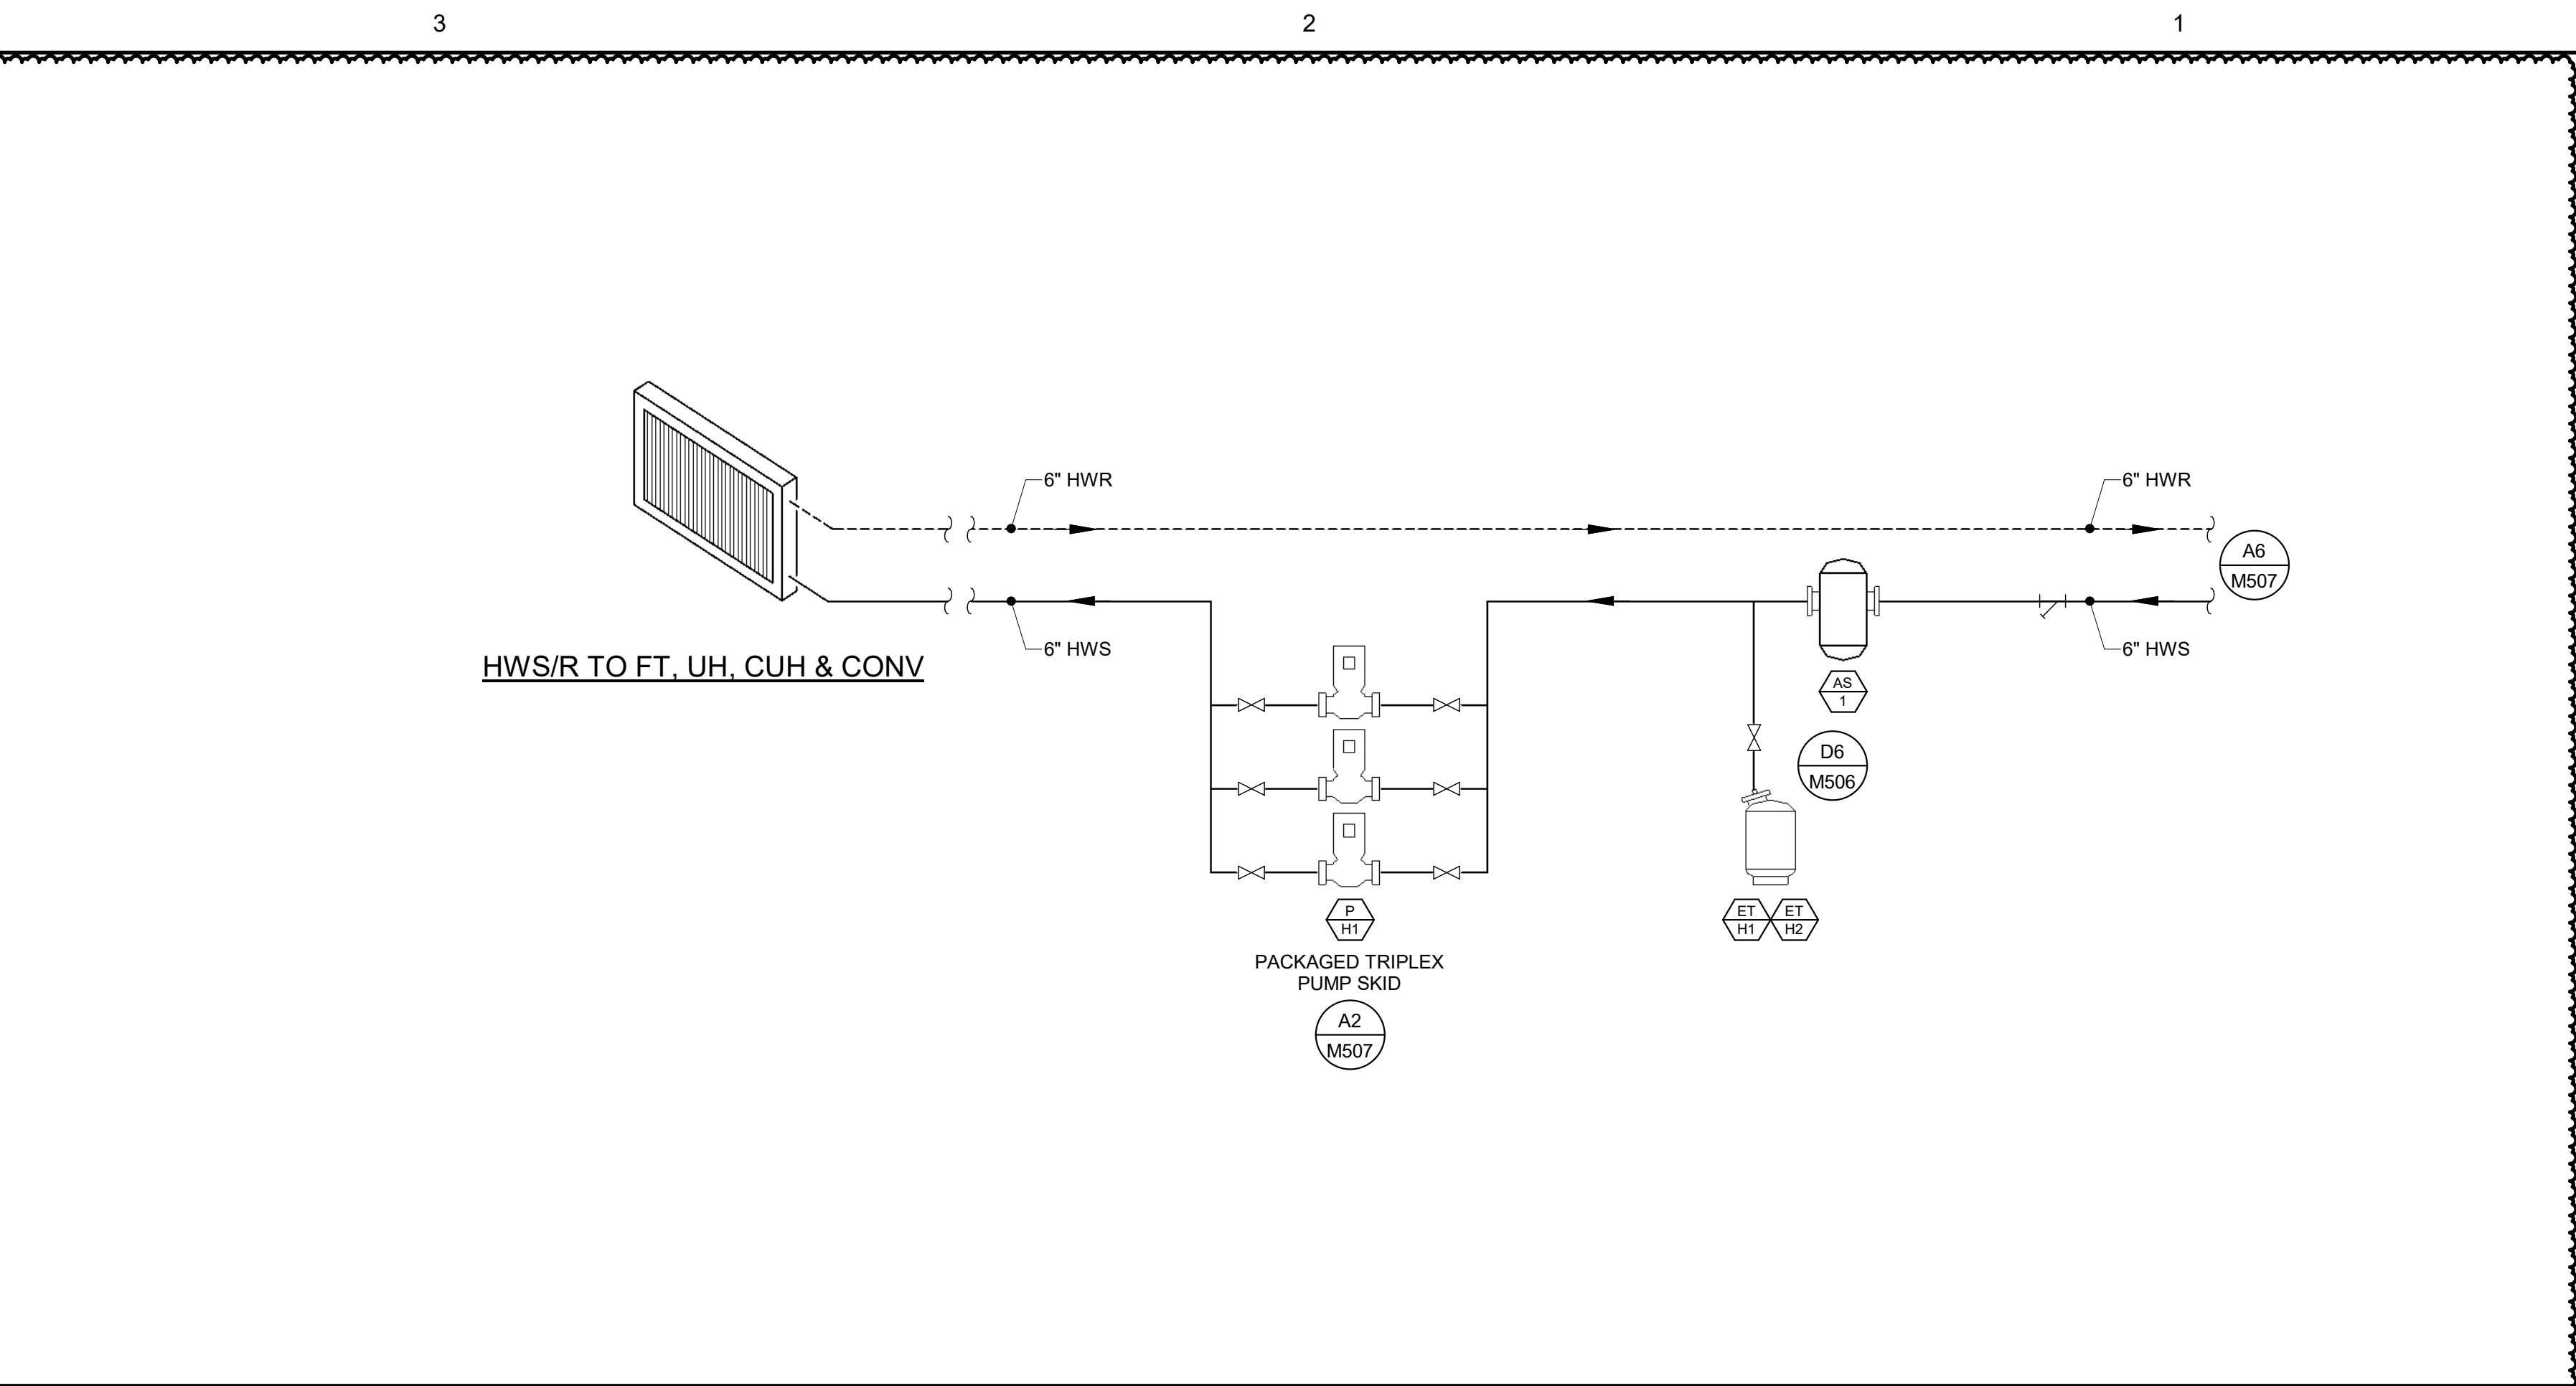 3
2
1
6" HWR
6" HWR
A6
M507
6" HWS
6" HWS
HWS/R TO FT, UH, CUH & CONV
AS
1
D6
M506
P
H1
ET
H1
ET
H2
PACKAGED TRIPLEX
PUMP SKID
A2
M507